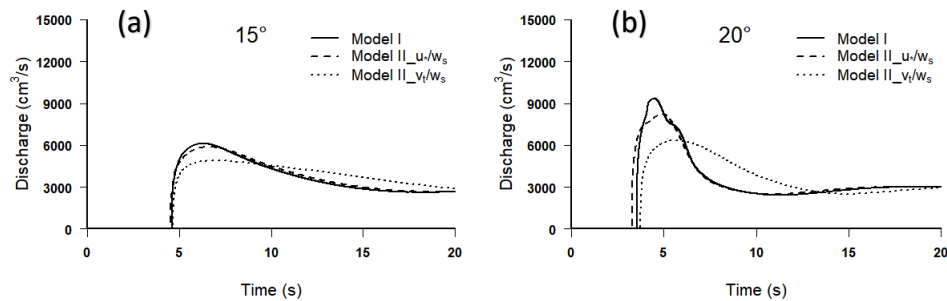 (a)
15°
Model I
Model II_u*/ws
Model II_vt/ws
Discharge (cm³/s)
15000
12000
9000
6000
3000
0
0 5 10 15 20
Time (s)
(b)
20°
Model I
Model II_u*/ws
Model II_vt/ws
Discharge (cm³/s)
15000
12000
9000
6000
3000
0
0 5 10 15 20
Time (s)